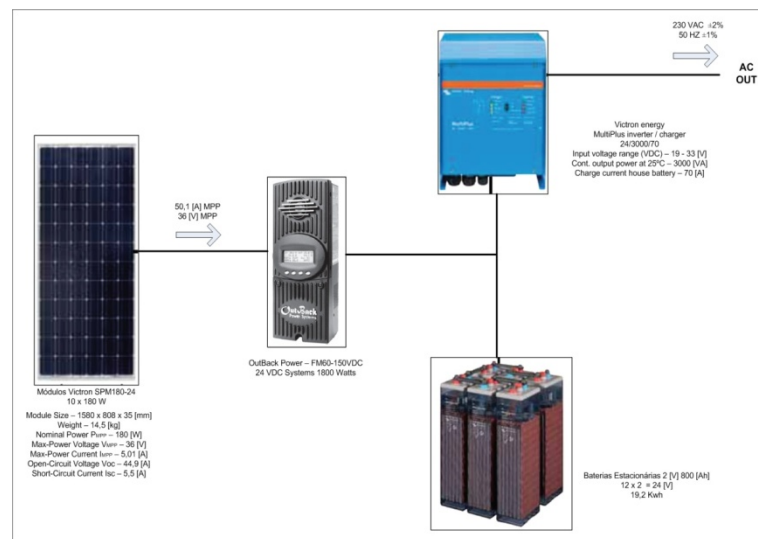 230 VAC ±2%
50 HZ ±1%
AC
OUT
Victron energy
MultiPlus inverter / charger
24/3000/70
Input voltage range (VDC) – 19 - 33 [V]
Cont. output power at 25ºC – 3000 [VA]
Charge current house battery – 70 [A]
50,1 [A] MPP
36 [V] MPP
OutBack
Power Systems
OutBack Power – FM60-150VDC
24 VDC Systems 1800 Watts
Módulos Victron SPM180-24
10 x 180 W
Module Size – 1580 x 808 x 35 [mm]
Weight – 14,5 [kg]
Nominal Power PMPP – 180 [W]
Max-Power Voltage VMPP – 36 [V]
Max-Power Current IMPP – 5,01 [A]
Open-Circuit Voltage Voc – 44,9 [A]
Short-Circuit Current Isc – 5,5 [A]
Baterias Estacionárias 2 [V] 800 [Ah]
12 x 2 = 24 [V]
19,2 Kwh